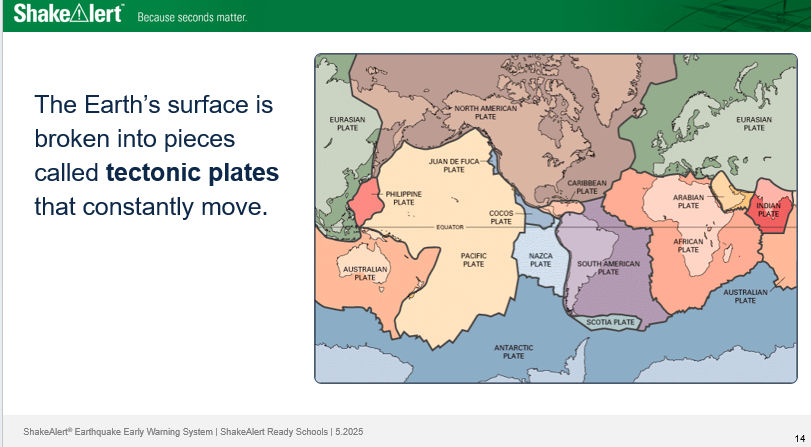 ShakeAlert™ Because seconds matter.
The Earth's surface is
broken into pieces
called tectonic plates
that constantly move.
NORTH AMERICAN
PLATE
EURASIAN
PLATE
EURASIAN
PLATE
JUAN DE FUCA
PLATE
CARIBBEAN
PLATE
PHILIPPINE
PLATE
ARABIAN
PLATE
INDIAN
PLATE
COCOS
PLATE
EQUATOR
AFRICAN
PLATE
PACIFIC
PLATE
NAZCA
PLATE
SOUTH AMERICAN
PLATE
AUSTRALIAN
PLATE
AUSTRALIAN
PLATE
SCOTIA PLATE
ANTARCTIC
PLATE
ShakeAlert® Earthquake Early Warning System | ShakeAlert Ready Schools | 5.2025
14